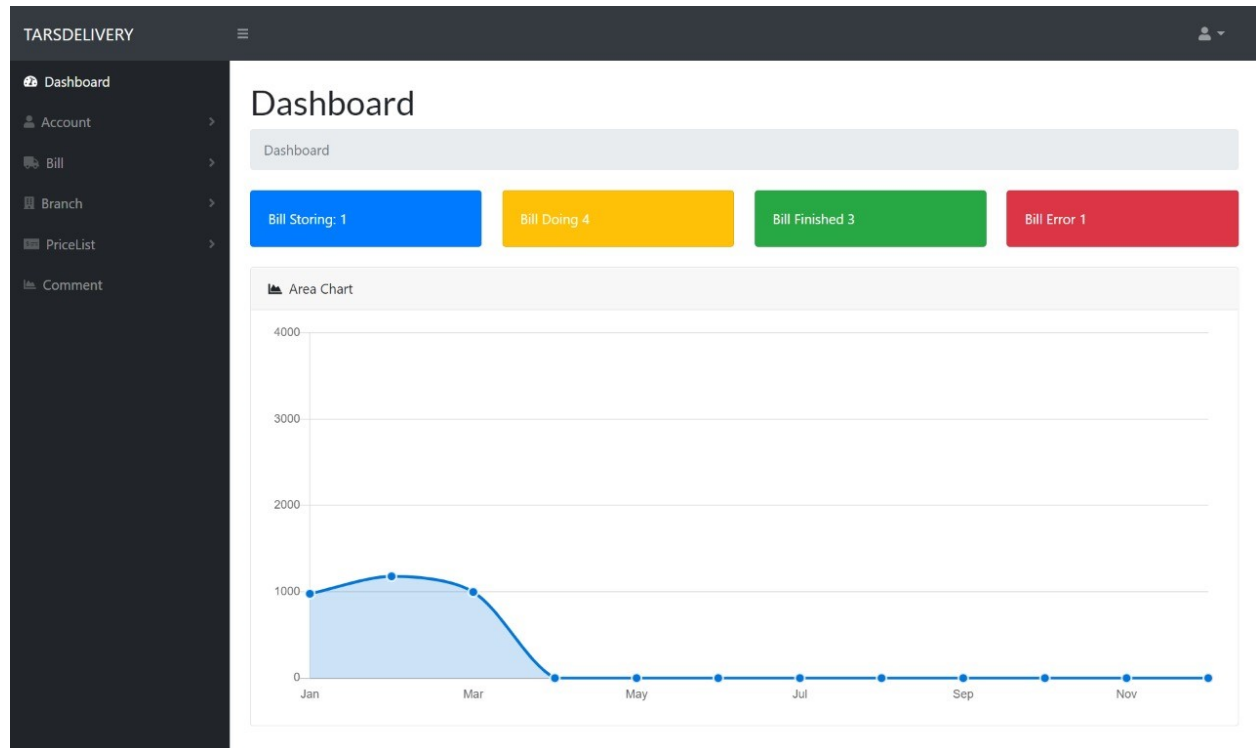 TARSDELIVERY
Dashboard
Account
Bill
Branch
PriceList
Comment
Dashboard
Dashboard
Bill Storing: 1
Bill Doing 4
Bill Finished 3
Bill Error 1
Area Chart
4000
3000
2000
1000
0
Jan Mar May Jul Sep Nov